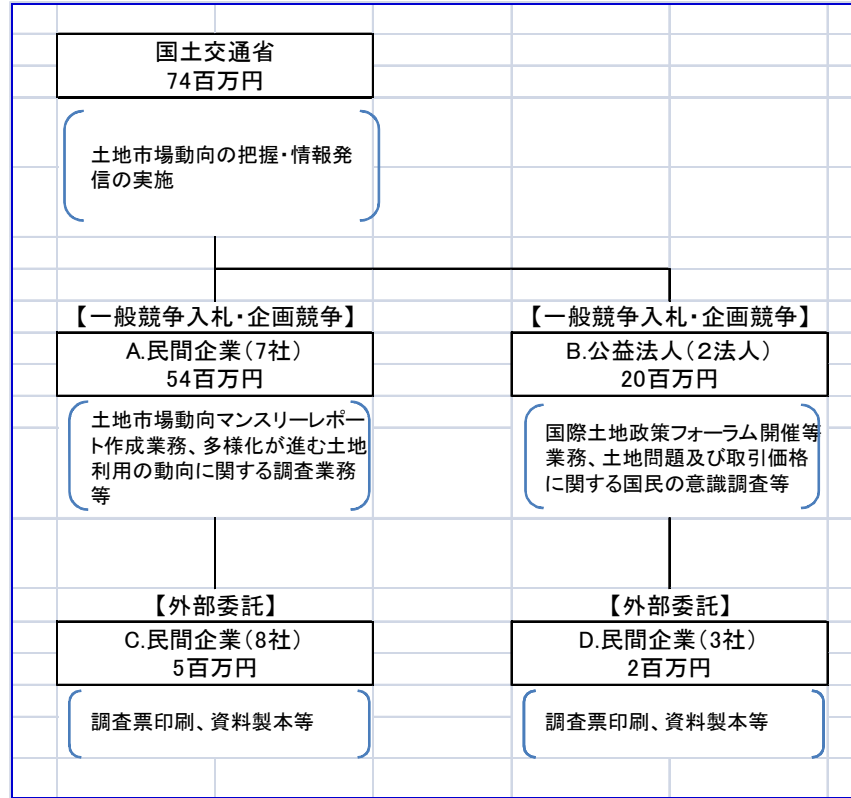 国土交通省
74百万円
土地市場動向の把握・情報発
信の実施
【一般競争入札・企画競争】
A.民間企業（7社）
54百万円
土地市場動向マンスリーレポー
ト作成業務、多様化が進む土地
利用の動向に関する調査業務
等
【一般競争入札・企画競争】
B.公益法人（２法人）
20百万円
国際土地政策フォーラム開催等
業務、土地問題及び取引価格
に関する国民の意識調査等
【外部委託】
C.民間企業（8社）
5百万円
調査票印刷、資料製本等
【外部委託】
D.民間企業（3社）
2百万円
調査票印刷、資料製本等